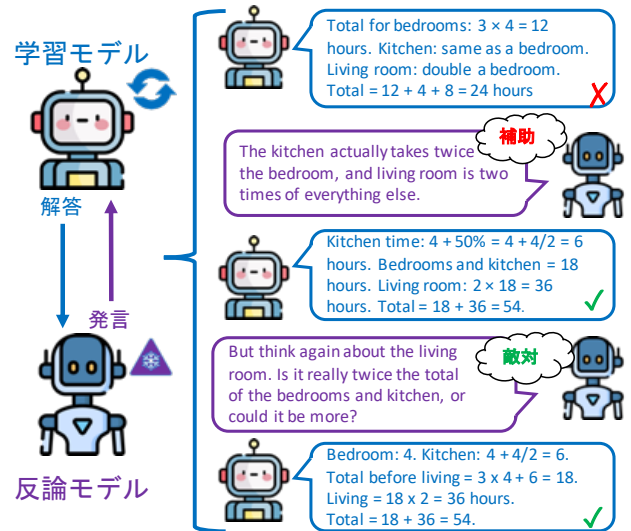 学習モデル
解答
発言
反論モデル
Total for bedrooms: 3 × 4 = 12
hours. Kitchen: same as a bedroom.
Living room: double a bedroom.
Total = 12 + 4 + 8 = 24 hours
✗
補助
The kitchen actually takes twice
the bedroom, and living room is two
times of everything else.
Kitchen time: 4 + 50% = 4 + 4/2 = 6
hours. Bedrooms and kitchen = 18
hours. Living room: 2 × 18 = 36
hours. Total = 18 + 36 = 54.
✓
敵対
But think again about the living
room. Is it really twice the total
of the bedrooms and kitchen, or
could it be more?
Bedroom: 4. Kitchen: 4 + 4/2 = 6.
Total before living = 3 x 4 + 6 = 18.
Living = 18 x 2 = 36 hours.
Total = 18 + 36 = 54.
✓